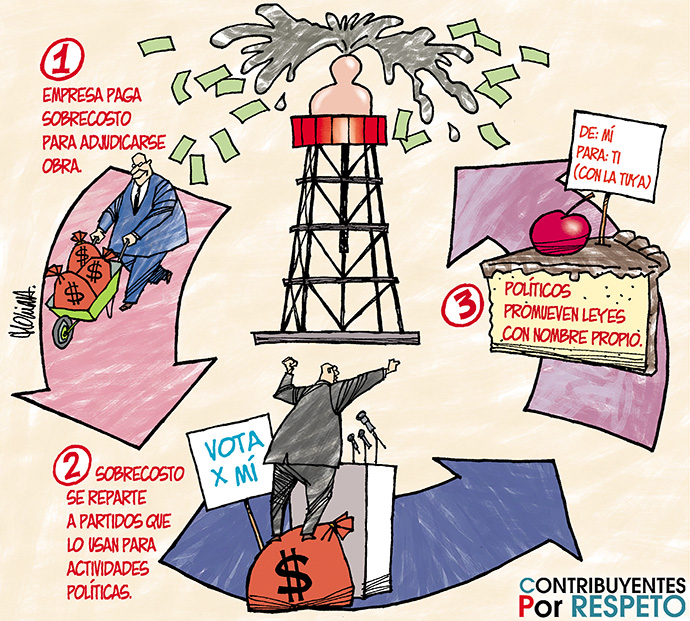 1
EMPRESA PAGA
SOBRECOSTO
PARA ADJUDICARSE
OBRA.
DE: MÍ
PARA: TI
(CON LA TUYA)
3
POLÍTICOS
PROMUEVEN LEYES
CON NOMBRE PROPIO.
$
$
$
MOLINA.
VOTA
X MÍ
2
SOBRECOSTO
SE REPARTE
A PARTIDOS QUE
LO USAN PARA
ACTIVIDADES
POLÍTICAS.
$
CONTRIBUYENTES
Por RESPETO